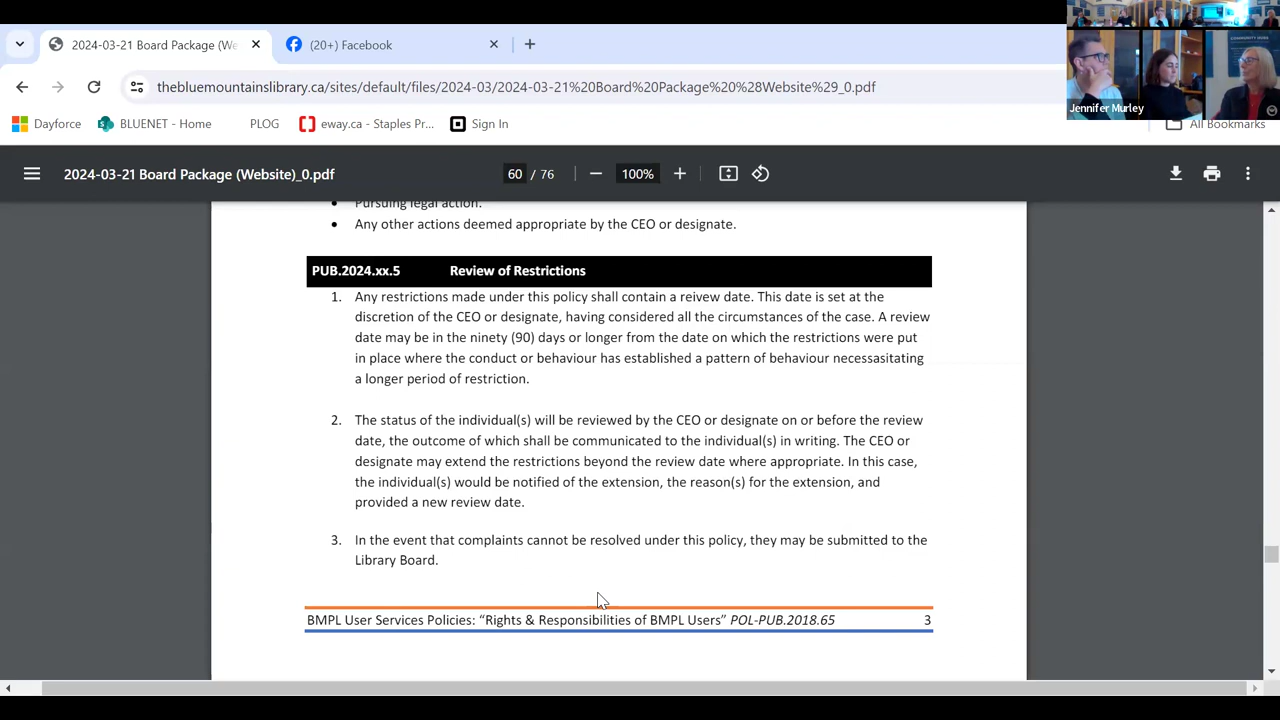 2024-03-21 Board Package (We
(20+) Facebook
thebluemountainslibrary.ca/sites/default/files/2024-03/2024-03-21%20Board%20Package%20%28Website%29_0.pdf
Jennifer Murley
Dayforce
BLUENET - Home
PLOG
eway.ca - Staples Pr...
Sign In
All Bookmarks
2024-03-21 Board Package (Website)_0.pdf
60 / 76
100%
• Pursuing legal action.
• Any other actions deemed appropriate by the CEO or designate.
PUB.2024.xx.5 Review of Restrictions
1. Any restrictions made under this policy shall contain a reivew date. This date is set at the
discretion of the CEO or designate, having considered all the circumstances of the case. A review
date may be in the ninety (90) days or longer from the date on which the restrictions were put
in place where the conduct or behaviour has established a pattern of behaviour necessasitating
a longer period of restriction.
2. The status of the individual(s) will be reviewed by the CEO or designate on or before the review
date, the outcome of which shall be communicated to the individual(s) in writing. The CEO or
designate may extend the restrictions beyond the review date where appropriate. In this case,
the individual(s) would be notified of the extension, the reason(s) for the extension, and
provided a new review date.
3. In the event that complaints cannot be resolved under this policy, they may be submitted to the
Library Board.
BMPL User Services Policies: “Rights & Responsibilities of BMPL Users” POL-PUB.2018.65 3